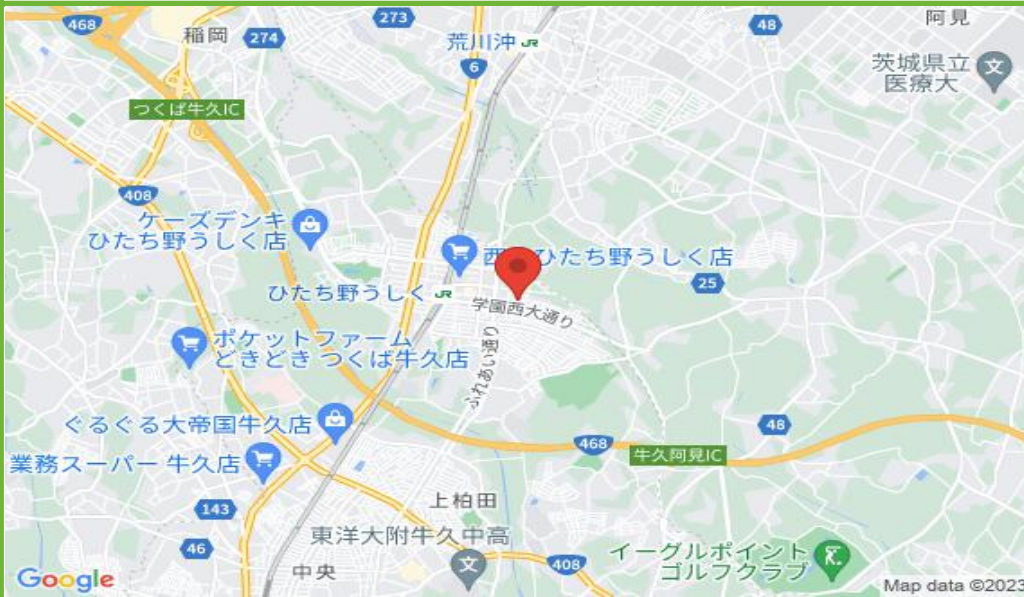 468
273
48
阿見
稲岡
274
荒川沖 JR
6
茨城県立
医療大
文
つくば牛久IC
408
ケーズデンキ
ひたち野うしく店
西
ひたち野うしく店
25
ひたち野うしく JR
学園西大通り
ポケットファーム
どきどき つくば牛久店
ふれあい通り
ぐるぐる大帝国牛久店
48
468
牛久阿見IC
業務スーパー 牛久店
上柏田
143
東洋大附牛久中高
文
46
中央
408
イーグルポイント
ゴルフクラブ
Google
Map data ©2023